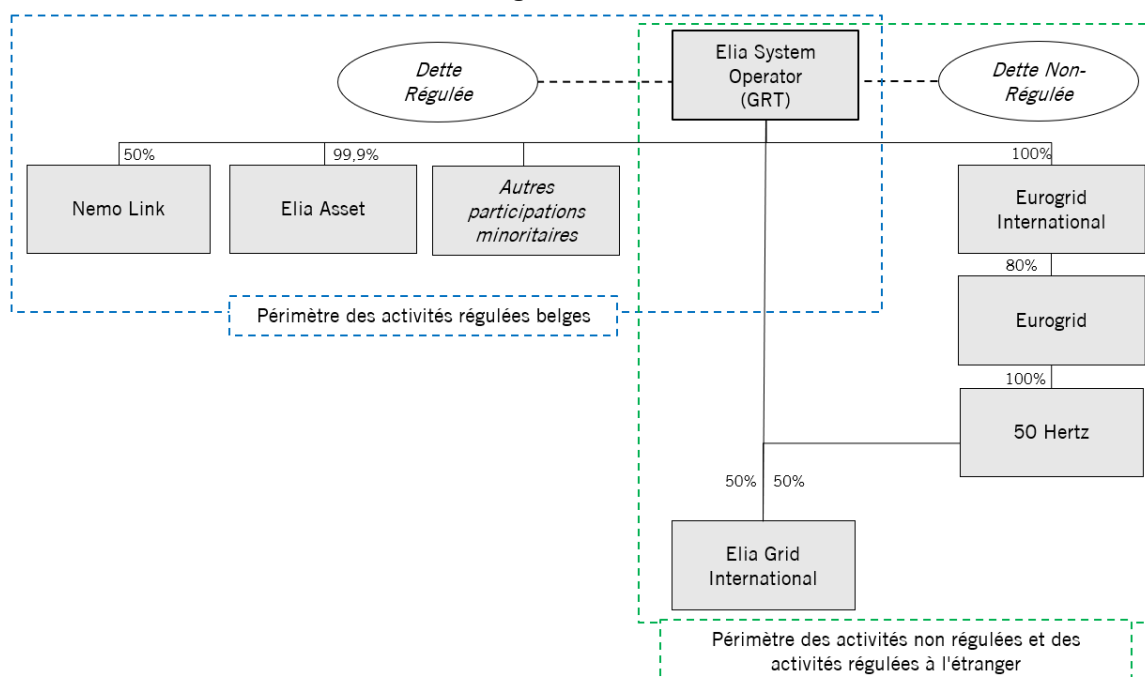 Elia System
Operator
(GRT)
Dette
Régulée
Dette Non-
Régulée
50%
99,9%
100%
Nemo Link
Elia Asset
Autres
participations
minoritaires
Eurogrid
International
80%
Périmètre des activités régulées belges
Eurogrid
100%
50 Hertz
50%
50%
Elia Grid
International
Périmètre des activités non régulées et des
activités régulées à l'étranger